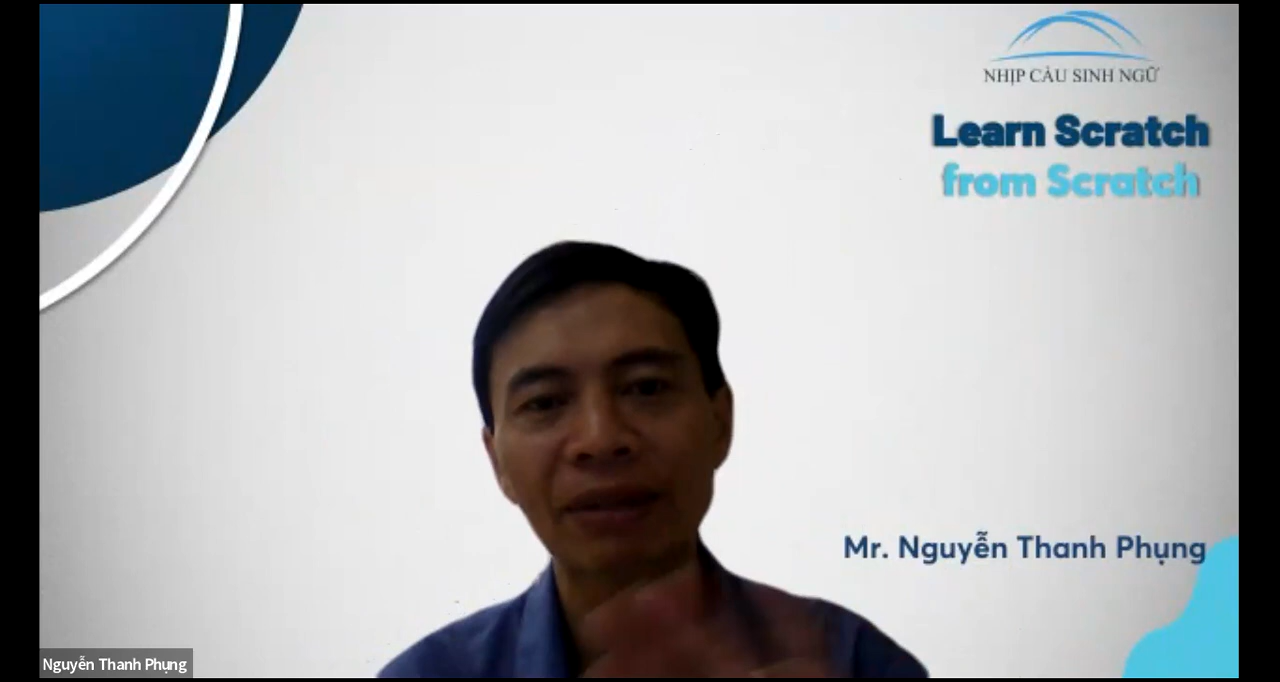 NHỊP CẦU SINH NGỮ
Learn Scratch
from Scratch
Mr. Nguyễn Thanh Phụng
Nguyễn Thanh Phụng